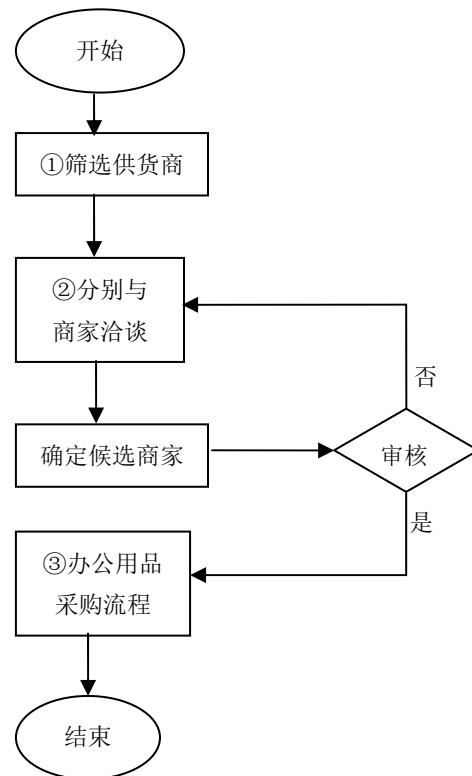 开始
①筛选供货商
②分别与
商家洽谈
否
确定候选商家
审核
是
③办公用品
采购流程
结束